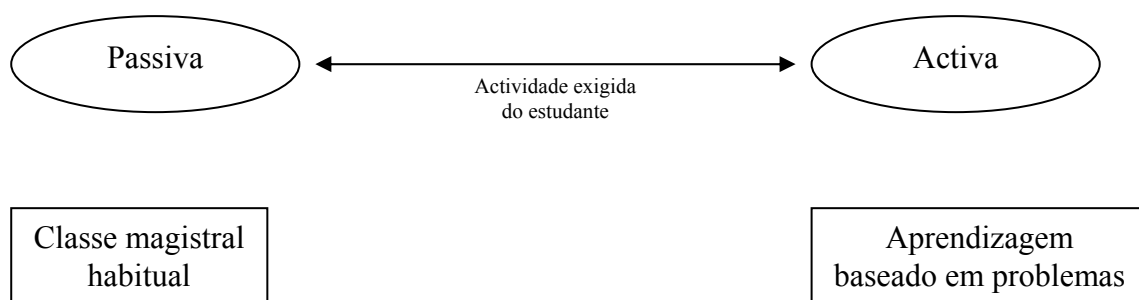 Passiva
Activa
Actividade exigida
do estudante
Classe magistral
habitual
Aprendizagem
baseado em problemas